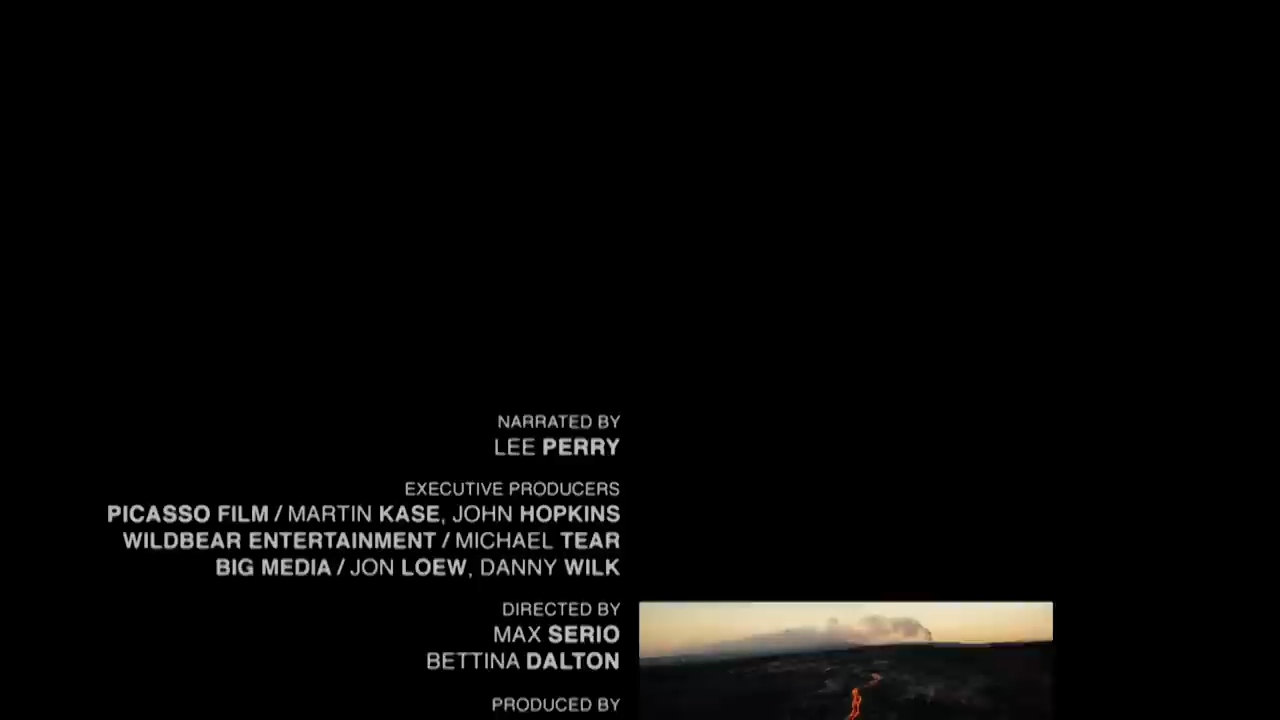 NARRATED BY
LEE PERRY
EXECUTIVE PRODUCERS
PICASSO FILM / MARTIN KASE, JOHN HOPKINS
WILDBEAR ENTERTAINMENT / MICHAEL TEAR
BIG MEDIA / JON LOEW, DANNY WILK
DIRECTED BY
MAX SERIO
BETTINA DALTON
PRODUCED BY